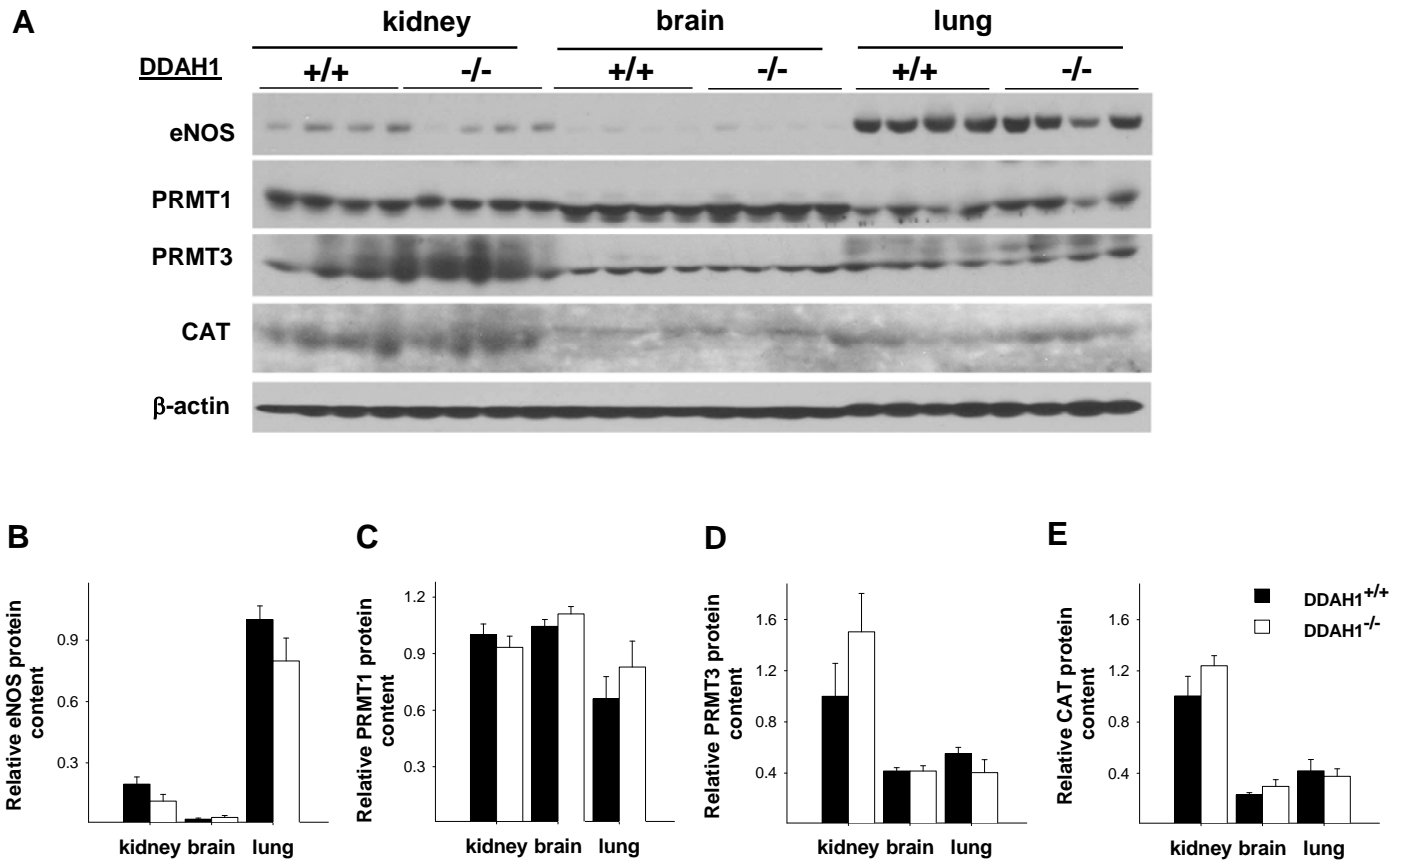 A
kidney brain lung
DDAH1 +/+ -/- +/+ -/- +/+ -/-
eNOS
PRMT1
PRMT3
CAT
β-actin
B
Relative eNOS protein
content
0.9
0.6
0.3
kidney brain lung
C
Relative PRMT1 protein
content
1.2
0.9
0.6
0.3
kidney brain lung
D
Relative PRMT3 protein
content
1.6
1.2
0.8
0.4
kidney brain lung
E
Relative CAT protein
content
1.6
1.2
0.8
0.4
kidney brain lung
DDAH1+/+
DDAH1-/-